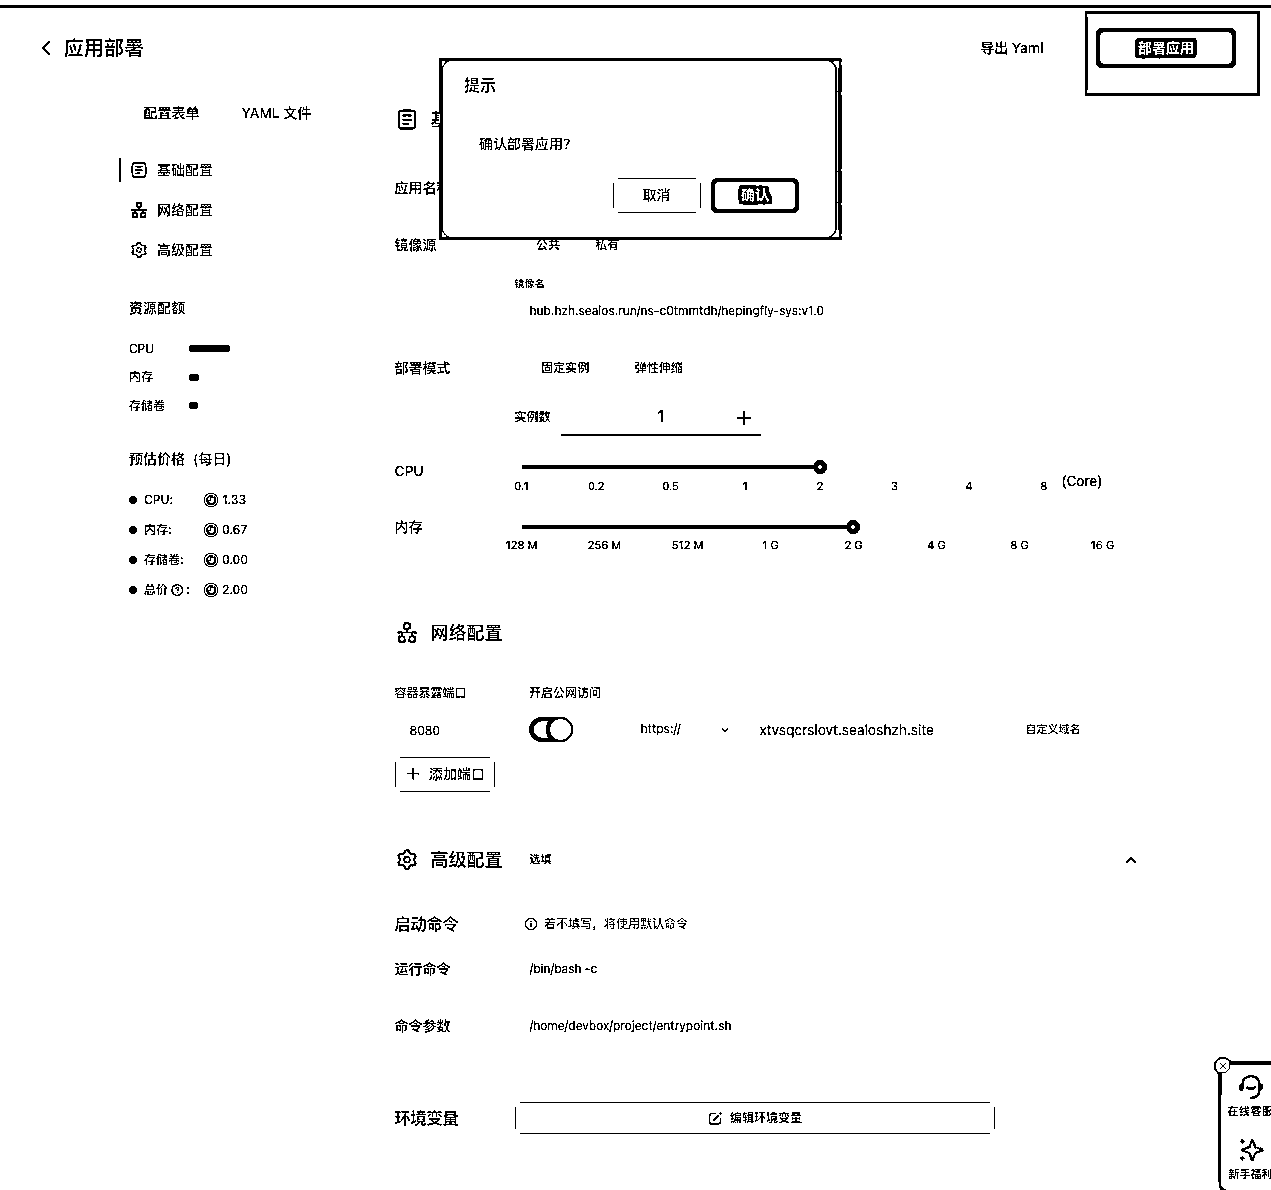 应用部署
导出 Yaml
部署应用
提示
确认部署应用?
取消
确认
配置表单
YAML 文件
基础配置
网络配置
高级配置
资源配额
CPU
内存
存储卷
预估价格 (每日)
CPU: 1.33
内存: 0.67
存储卷: 0.00
总价 : 2.00
应用名
镜像源
公共
私有
镜像名
hub.hzh.sealos.run/ns-c0tmmtdh/hepingfly-sys:v1.0
部署模式
固定实例
弹性伸缩
实例数
1
CPU
0.1 0.2 0.5 1 2 3 4 8 (Core)
内存
128 M 256 M 512 M 1 G 2 G 4 G 8 G 16 G
网络配置
容器暴露端口
开启公网访问
8080
https://
xtvsqcrslovt.sealoshzh.site
自定义域名
添加端口
高级配置
选填
启动命令
若不填写，将使用默认命令
运行命令
/bin/bash -c
命令参数
/home/devbox/project/entrypoint.sh
环境变量
编辑环境变量
在线客服
新手福利